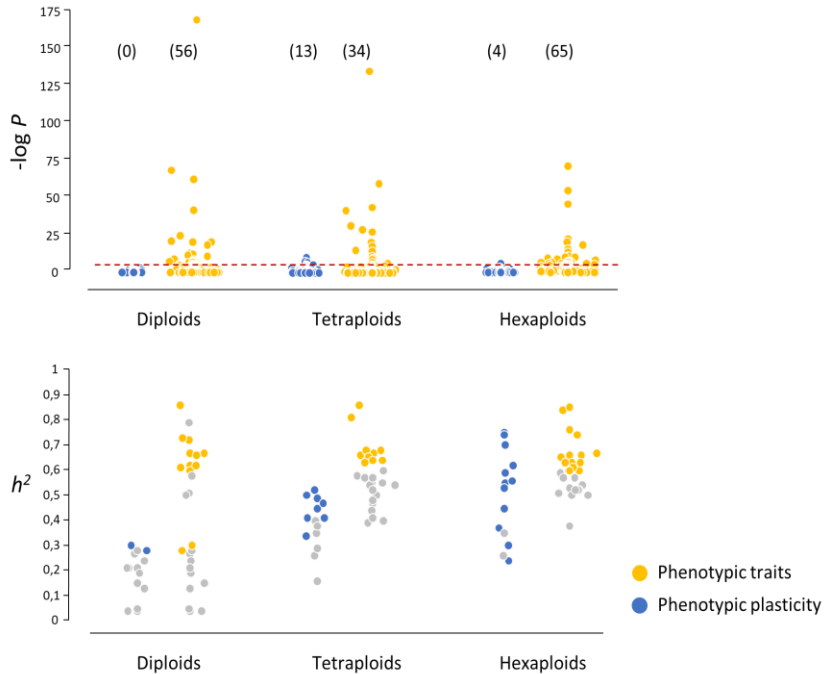 175
150
125
100
75
50
25
0
-log P
(0) (56) (13) (34) (4) (65)
Diploids Tetraploids Hexaploids
1
0,9
0,8
0,7
0,6
0,5
0,4
0,3
0,2
0,1
0
h²
Diploids Tetraploids Hexaploids
Phenotypic traits
Phenotypic plasticity